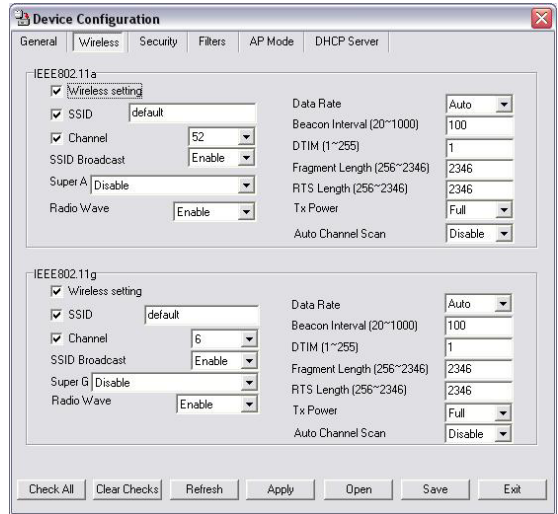 Device Configuration
General Wireless Security Filters AP Mode DHCP Server
IEEE802.11a
Wireless setting
SSID default
Channel 52
SSID Broadcast Enable
Super A Disable
Radio Wave Enable
Data Rate Auto
Beacon Interval (20~1000) 100
DTIM (1~255) 1
Fragment Length (256~2346) 2346
RTS Length (256~2346) 2346
Tx Power Full
Auto Channel Scan Disable
IEEE802.11g
Wireless setting
SSID default
Channel 6
SSID Broadcast Enable
Super G Disable
Radio Wave Enable
Data Rate Auto
Beacon Interval (20~1000) 100
DTIM (1~255) 1
Fragment Length (256~2346) 2346
RTS Length (256~2346) 2346
Tx Power Full
Auto Channel Scan Disable
Check All Clear Checks Refresh Apply Open Save Exit